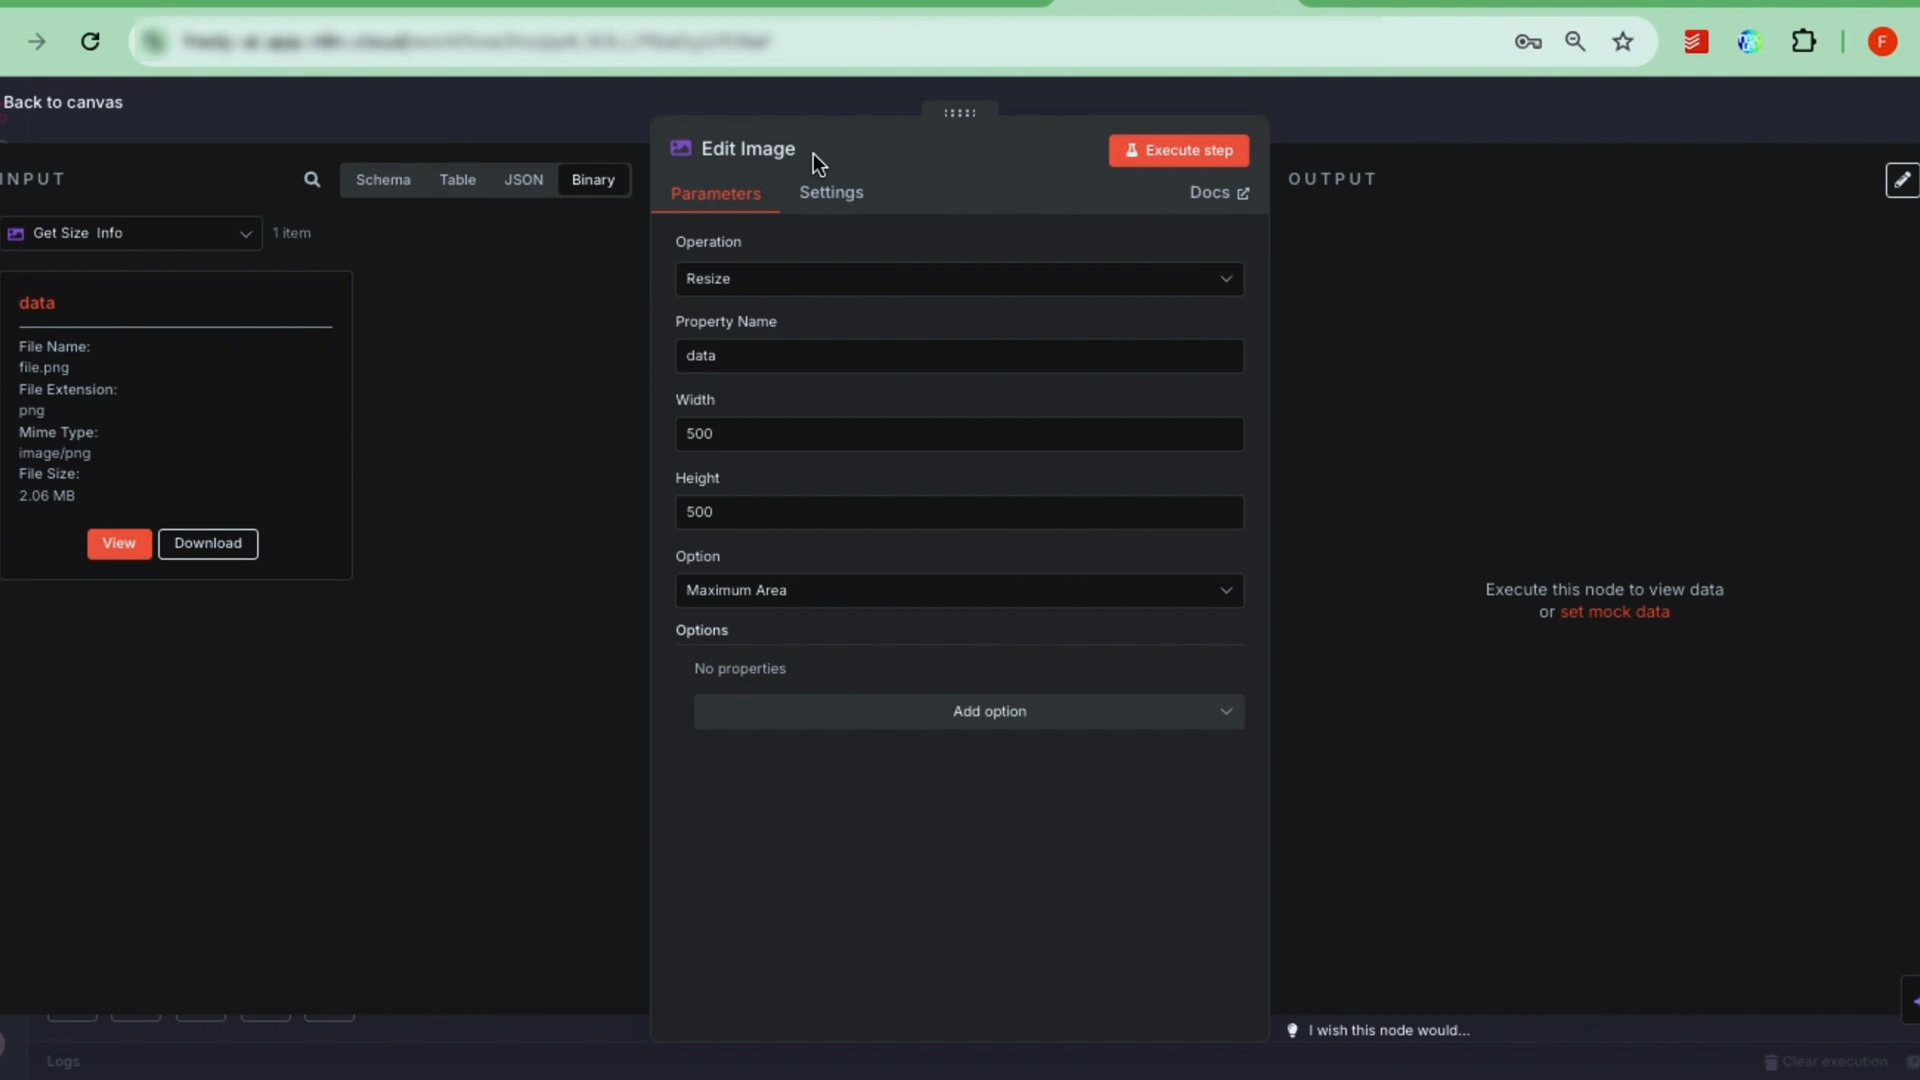 F
Back to canvas
INPUT
Schema
Table
JSON
Binary
Get Size Info
1 item
data
File Name:
file.png
File Extension:
png
Mime Type:
image/png
File Size:
2.06 MB
View
Download
Edit Image
Execute step
Parameters
Settings
Docs
Operation
Resize
Property Name
data
Width
500
Height
500
Option
Maximum Area
Options
No properties
Add option
OUTPUT
Execute this node to view data
or set mock data
I wish this node would...
Logs
Clear execution